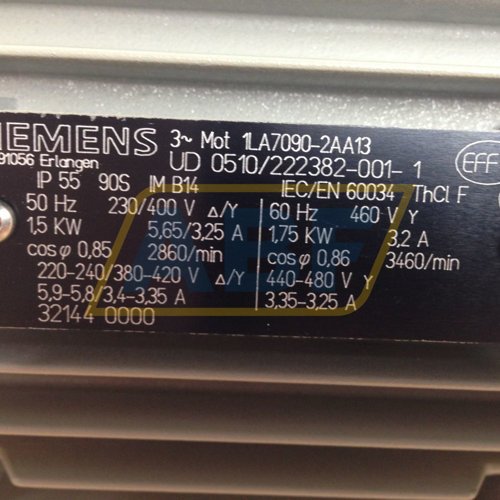 SIEMENS 3~ Mot 1LA7090-2AA13
91056 Erlangen UD 0510/222382-001-1
EFF
IP 55 90S IM B14 IEC/EN 60034 ThCl F
50 Hz 230/400 V Δ/Y 60 Hz 460 V Y
1,5 KW 5,65/3,25 A 1,75 KW 3,2 A
cos φ 0,85 2860/min cos φ 0,86 3460/min
220-240/380-420 V Δ/Y 440-480 V Y
5,9-5,8/3,4-3,35 A 3,35-3,25 A
32144 0000